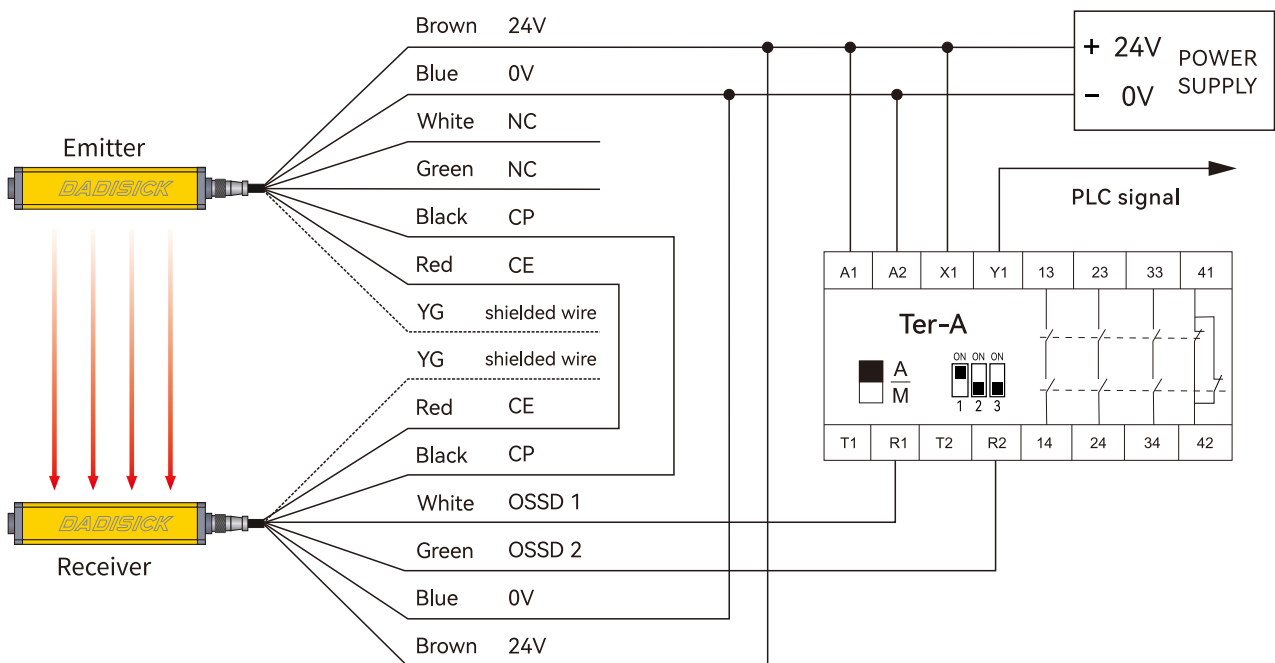 Brown 24V
Blue 0V
White NC
Green NC
Black CP
Red CE
YG shielded wire
YG shielded wire
Red CE
Black CP
White OSSD 1
Green OSSD 2
Blue 0V
Brown 24V
Emitter
DADISICK
DADISICK
Receiver
+ 24V
- 0V
POWER
SUPPLY
PLC signal
A1 A2 X1 Y1 13 23 33 41
Ter-A
A
M
ON ON ON
1 2 3
T1 R1 T2 R2 14 24 34 42